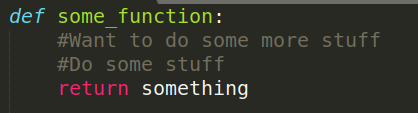 def some_function:
    #Want to do some more stuff
    #Do some stuff
    return something